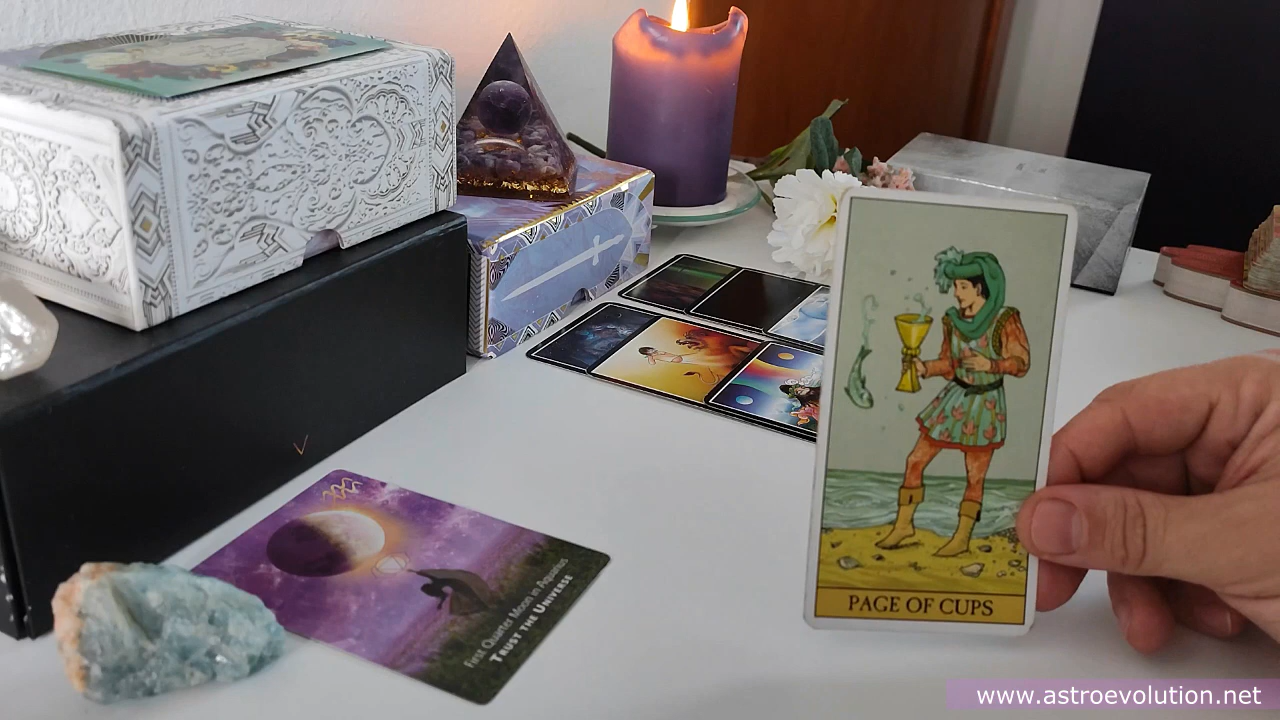 PAGE OF CUPS
First Quarter Moon in Aquarius
TRUST THE UNIVERSE
www.astroevolution.net